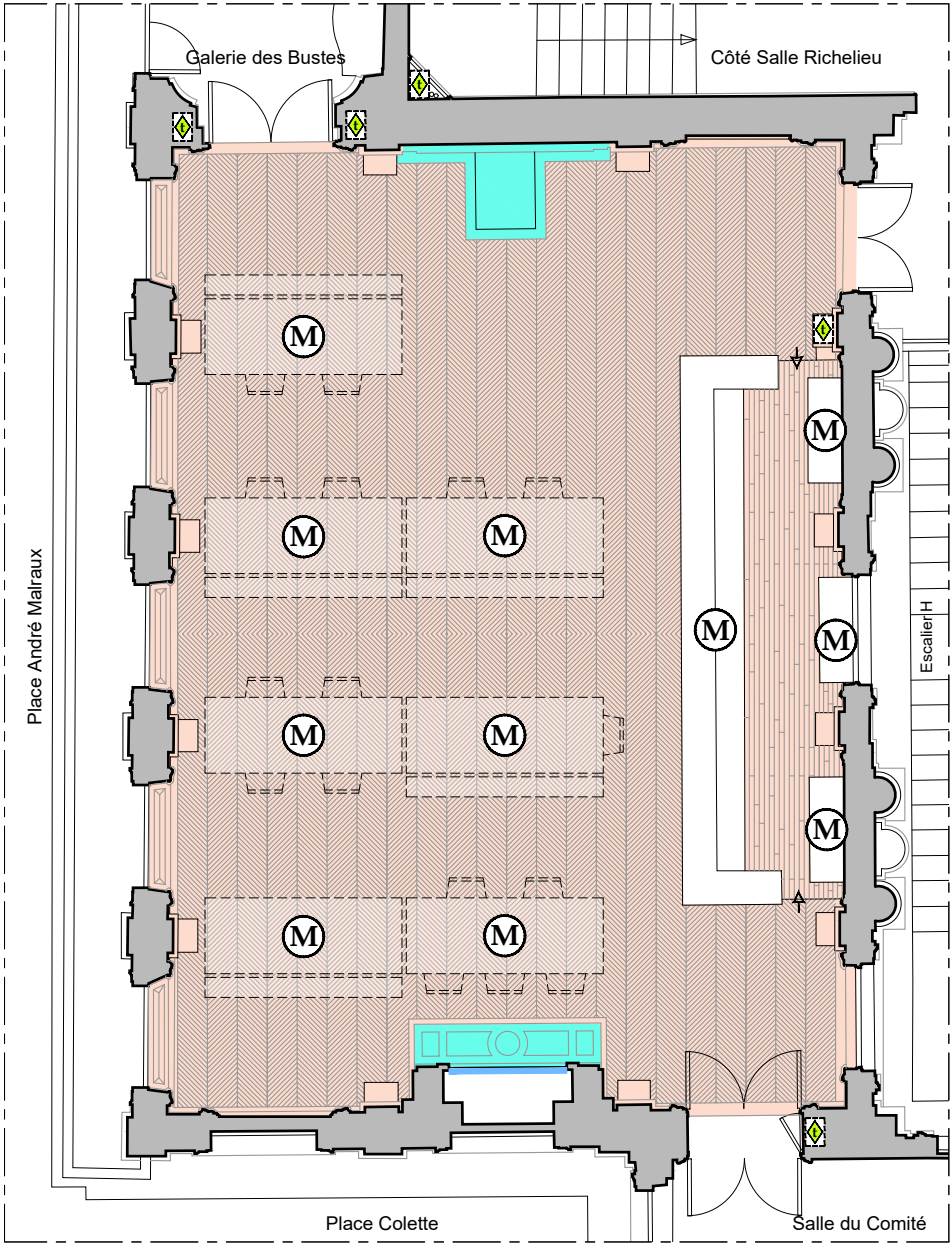 Galerie des Bustes
Côté Salle Richelieu
t
t
t
t
M
M
M
M
M
M
M
M
M
M
M
t
Place André Malraux
Escalier H
Place Colette
Salle du Comité